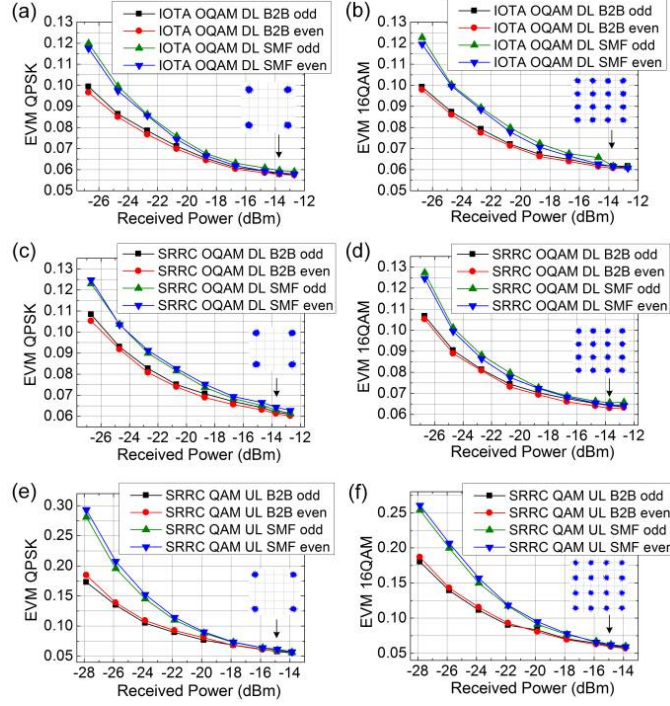 (a)
IOTA OQAM DL B2B odd
IOTA OQAM DL B2B even
IOTA OQAM DL SMF odd
IOTA OQAM DL SMF even
EVM QPSK
0.13
0.12
0.11
0.10
0.09
0.08
0.07
0.06
0.05
-26 -24 -22 -20 -18 -16 -14 -12
Received Power (dBm)
(b)
IOTA OQAM DL B2B odd
IOTA OQAM DL B2B even
IOTA OQAM DL SMF odd
IOTA OQAM DL SMF even
EVM 16QAM
0.13
0.12
0.11
0.10
0.09
0.08
0.07
0.06
0.05
-26 -24 -22 -20 -18 -16 -14 -12
Received Power (dBm)
(c)
SRRC OQAM DL B2B odd
SRRC OQAM DL B2B even
SRRC OQAM DL SMF odd
SRRC OQAM DL SMF even
EVM QPSK
0.13
0.12
0.11
0.10
0.09
0.08
0.07
0.06
-26 -24 -22 -20 -18 -16 -14 -12
Received Power (dBm)
(d)
SRRC OQAM DL B2B odd
SRRC OQAM DL B2B even
SRRC OQAM DL SMF odd
SRRC OQAM DL SMF even
EVM 16QAM
0.13
0.12
0.11
0.10
0.09
0.08
0.07
0.06
-26 -24 -22 -20 -18 -16 -14 -12
Received Power (dBm)
(e)
SRRC QAM UL B2B odd
SRRC QAM UL B2B even
SRRC QAM UL SMF odd
SRRC QAM UL SMF even
EVM QPSK
0.30
0.25
0.20
0.15
0.10
0.05
-28 -26 -24 -22 -20 -18 -16 -14
Received Power (dBm)
(f)
SRRC QAM UL B2B odd
SRRC QAM UL B2B even
SRRC QAM UL SMF odd
SRRC QAM UL SMF even
EVM 16QAM
0.25
0.20
0.15
0.10
0.05
-28 -26 -24 -22 -20 -18 -16 -14
Received Power (dBm)